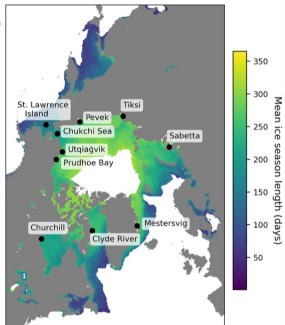 St. Lawrence
Island
Pevek
Tiksi
Chukchi Sea
Utqiaġvik
Prudhoe Bay
Sabetta
Churchill
Clyde River
Mestersvig
350
300
250
200
150
100
50
Mean ice season length (days)